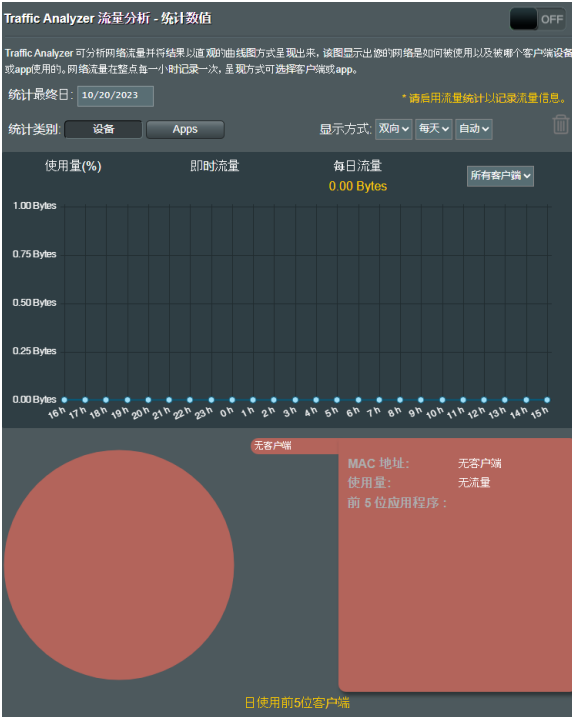 Traffic Analyzer 流量分析 - 统计数值
OFF
Traffic Analyzer 可分析网络流量并将结果以直观的曲线图方式呈现出来，该图显示出您的网络是如何被使用以及被哪个客户端设备
或app使用的。网络流量在整点每一小时记录一次，呈现方式可选择客户端或app。
统计最终日: 10/20/2023
* 请启用流量统计以记录流量信息。
统计类别: 设备 Apps 显示方式: 双向 每天 自动
使用量(%) 即时流量 每日流量 所有客户端
0.00 Bytes
1.00 Bytes
0.75 Bytes
0.50 Bytes
0.25 Bytes
0.00 Bytes
16 h 17 h 18 h 19 h 20 h 21 h 22 h 23 h 0 h 1 h 2 h 3 h 4 h 5 h 6 h 7 h 8 h 9 h 10 h 11 h 12 h 13 h 14 h 15 h
无客户端
MAC 地址: 无客户端
使用量: 无流量
前 5 位应用程序 :
日使用前5位客户端